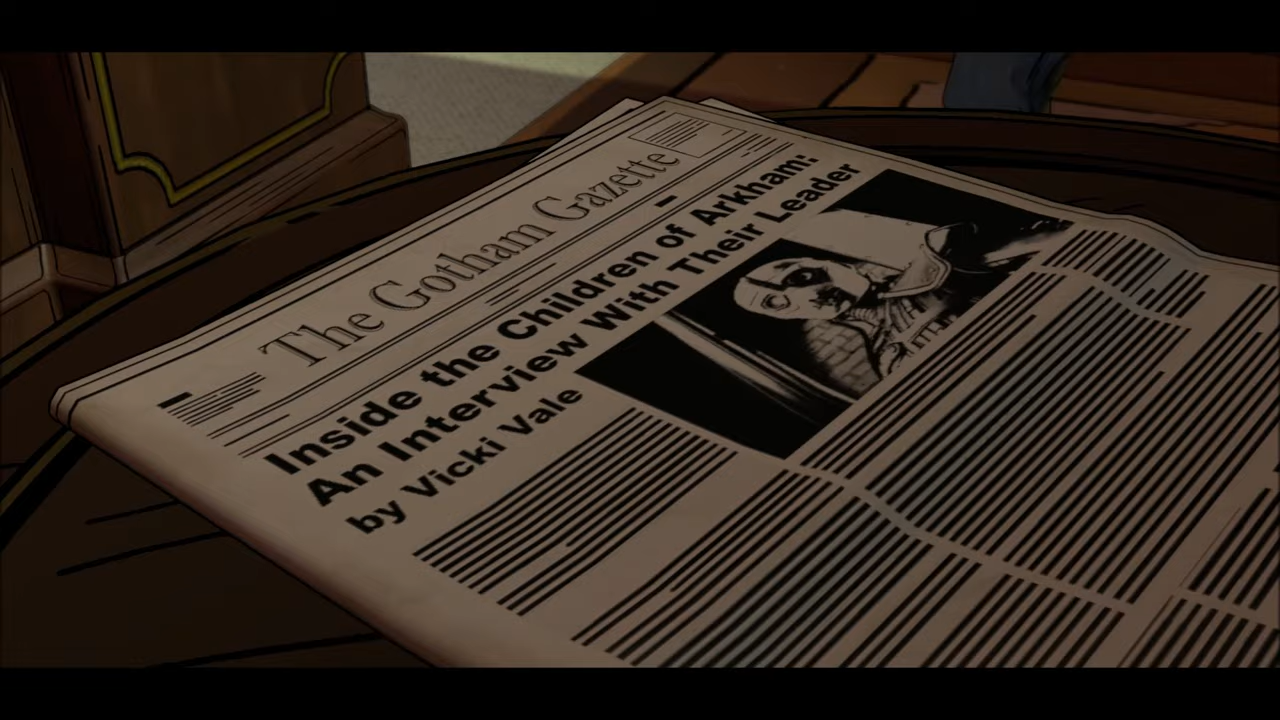 The Gotham Gazette
Inside the Children of Arkham:
An Interview With Their Leader
by Vicki Vale